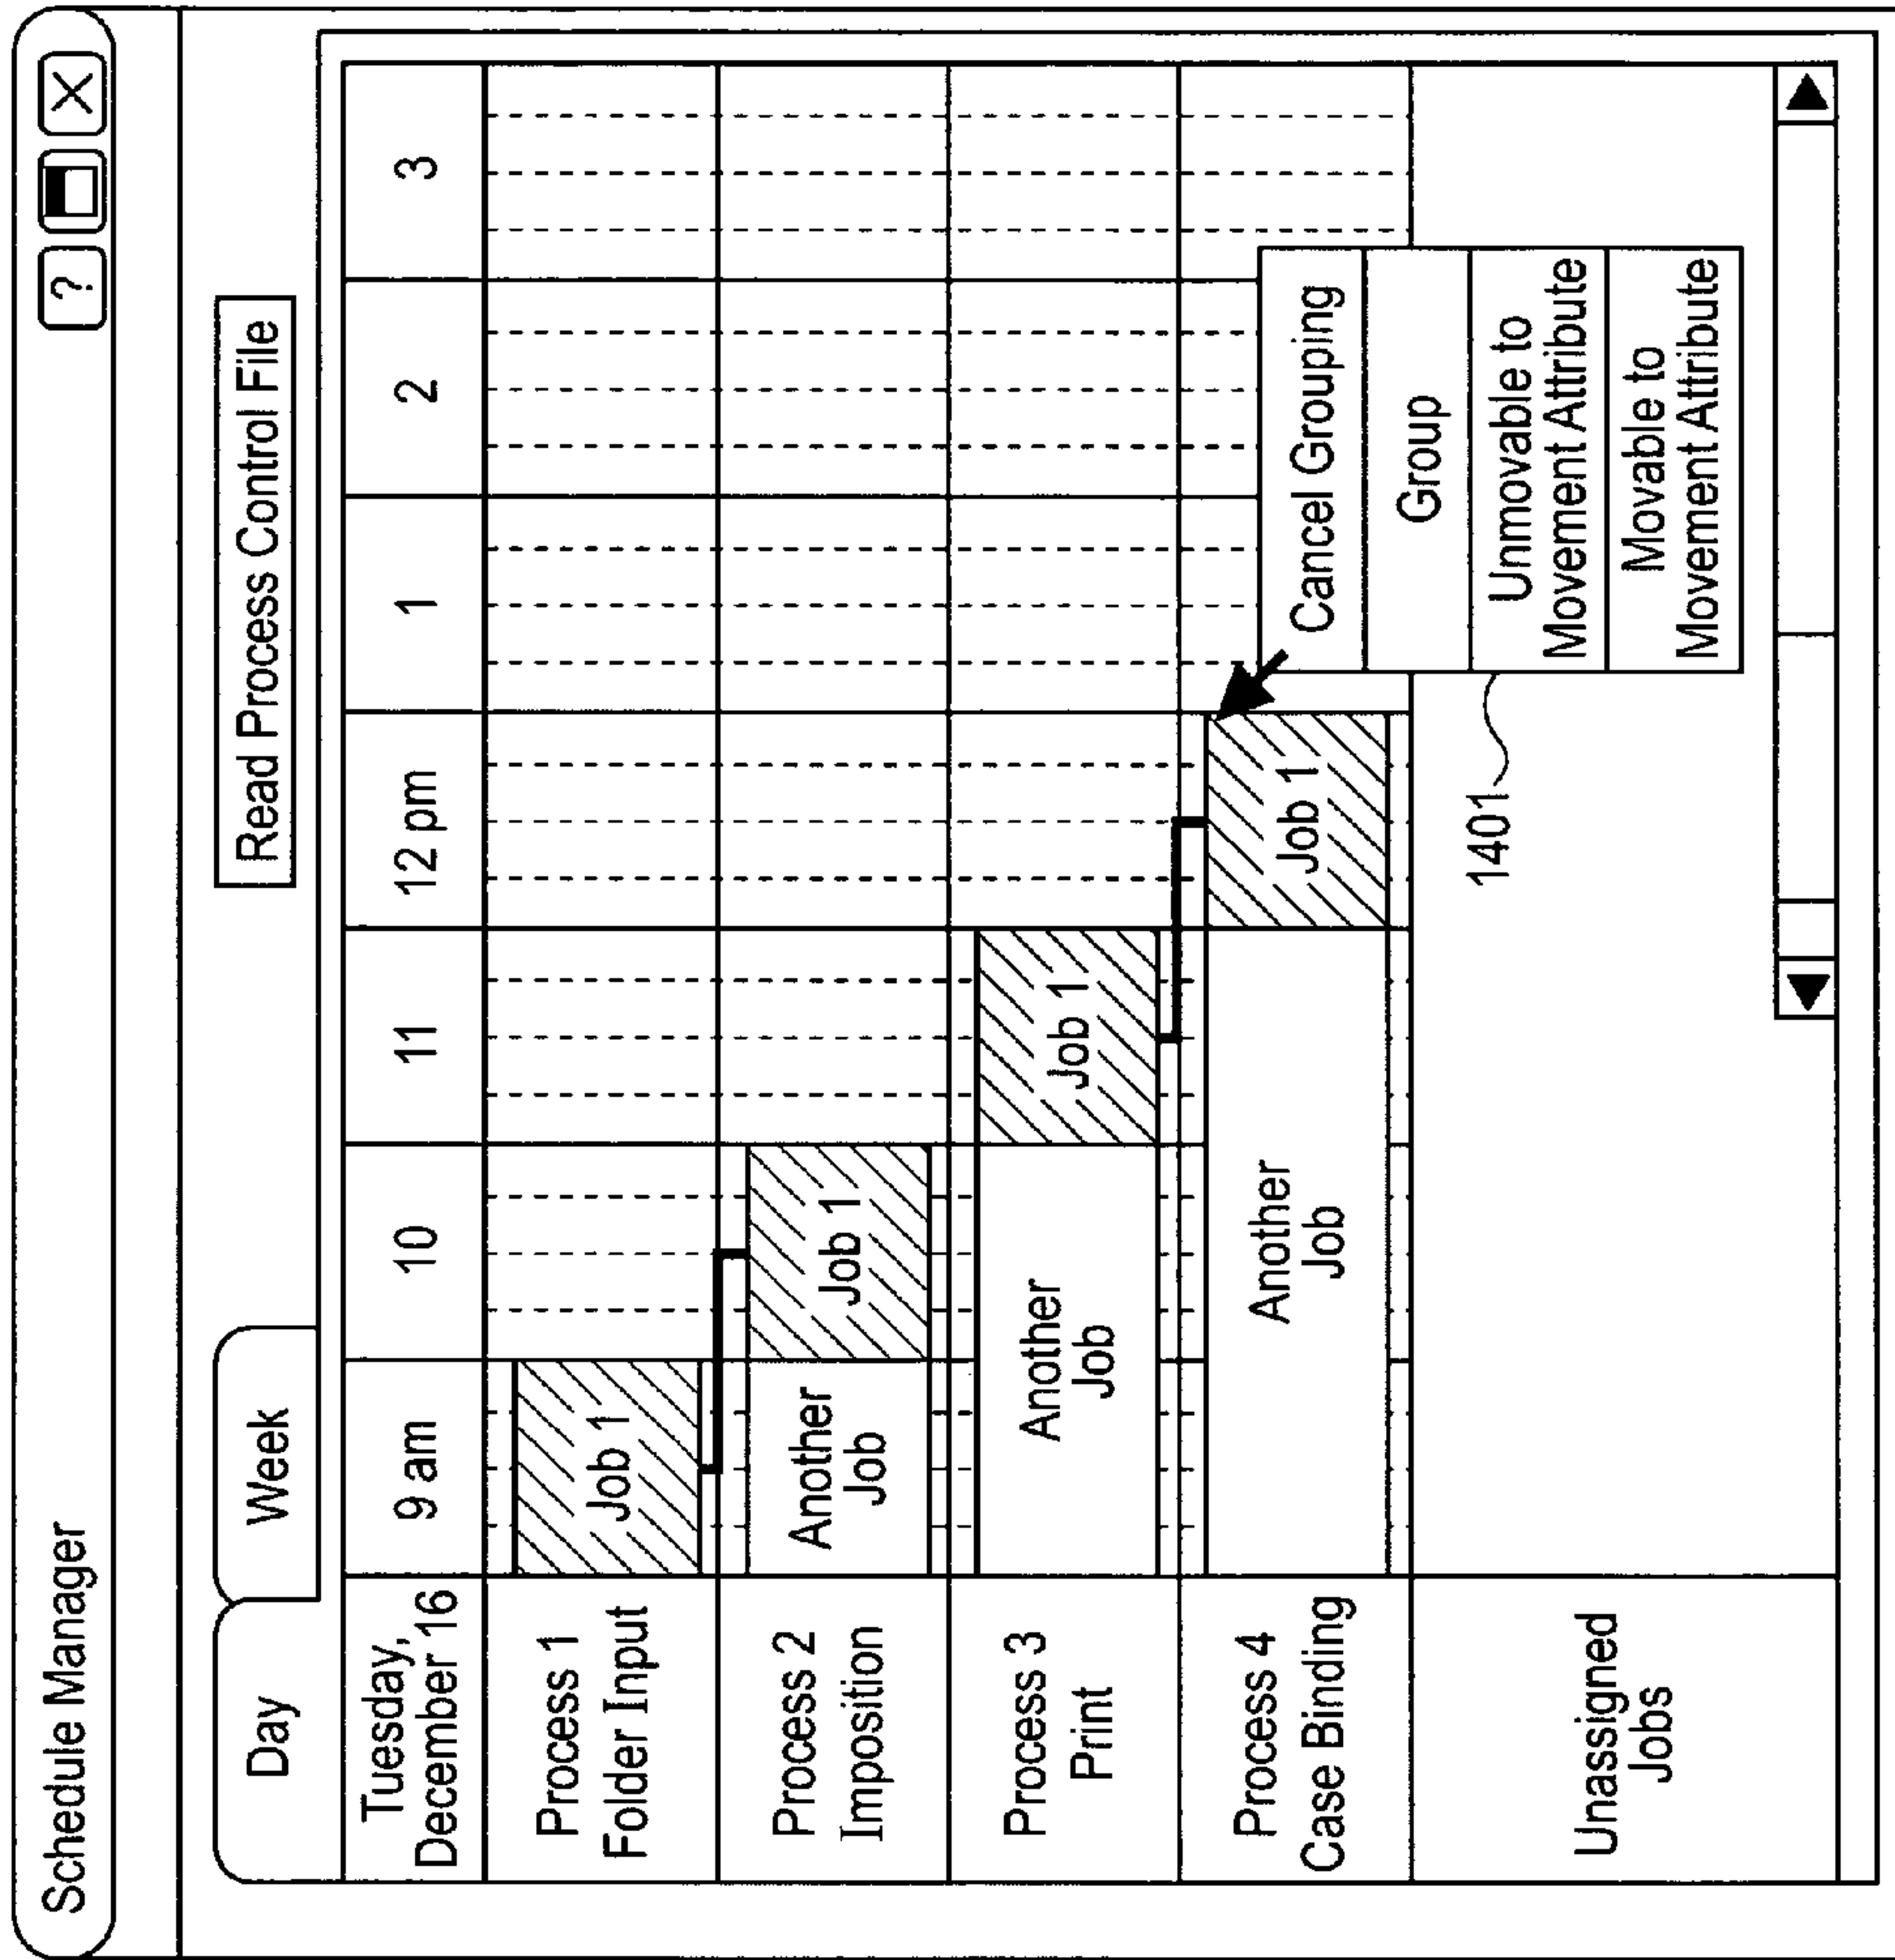 Schedule Manager
?
X
Day
Week
Read Process Control File
Tuesday,
December 16
9 am
10
11
12 pm
1
2
3
Process 1
Folder Input
Job 1
Process 2
Imposition
Another
Job
Job 1
Process 3
Print
Another
Job
Job 1
Process 4
Case Binding
Another
Job
Job 1
Cancel Grouping
Group
Unmovable to
Movement Attribute
Movable to
Movement Attribute
1401
Unassigned
Jobs